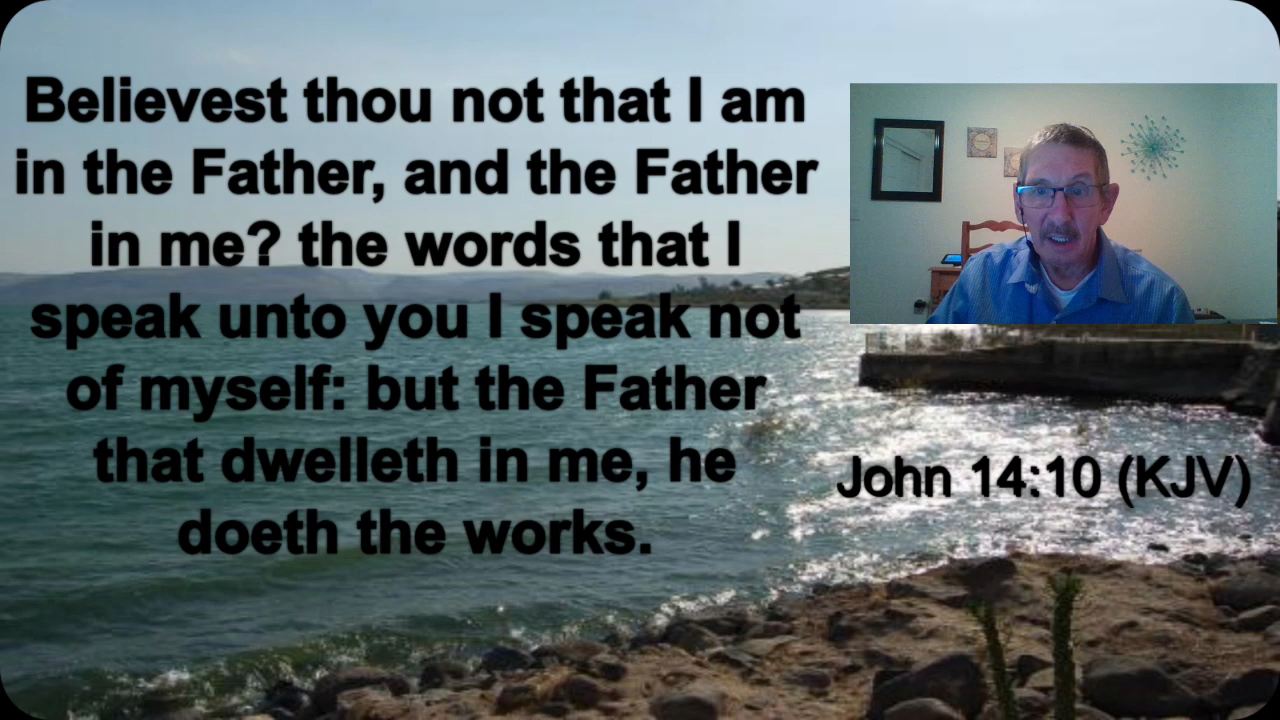 Believest thou not that I am
in the Father, and the Father
in me? the words that I
speak unto you I speak not
of myself: but the Father
that dwelleth in me, he
doeth the works.
John 14:10 (KJV)